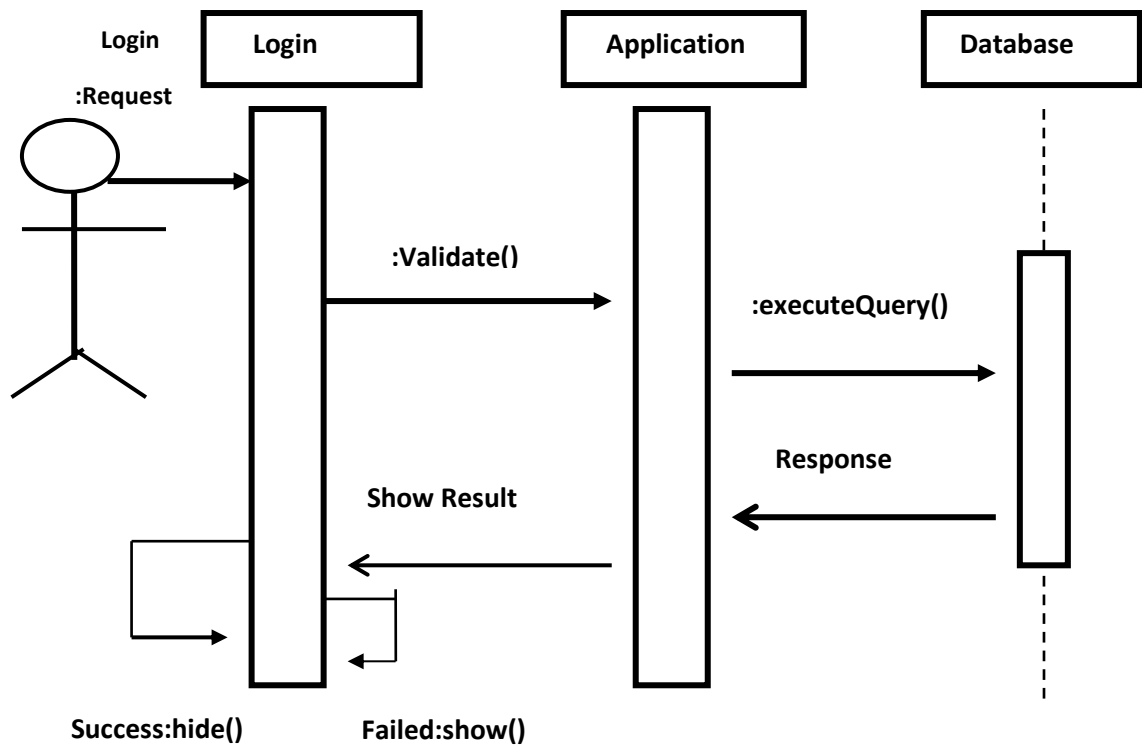 Login
Login
Application
Database
:Request
:Validate()
:executeQuery()
Response
Show Result
Success:hide()
Failed:show()